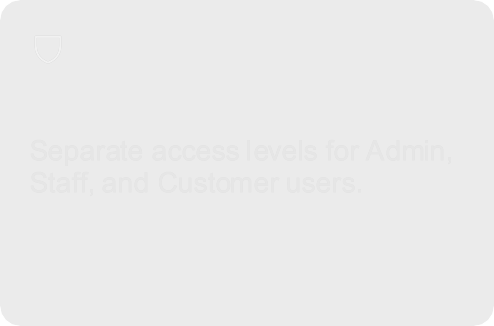 Separate access levels for Admin,
Staff, and Customer users.